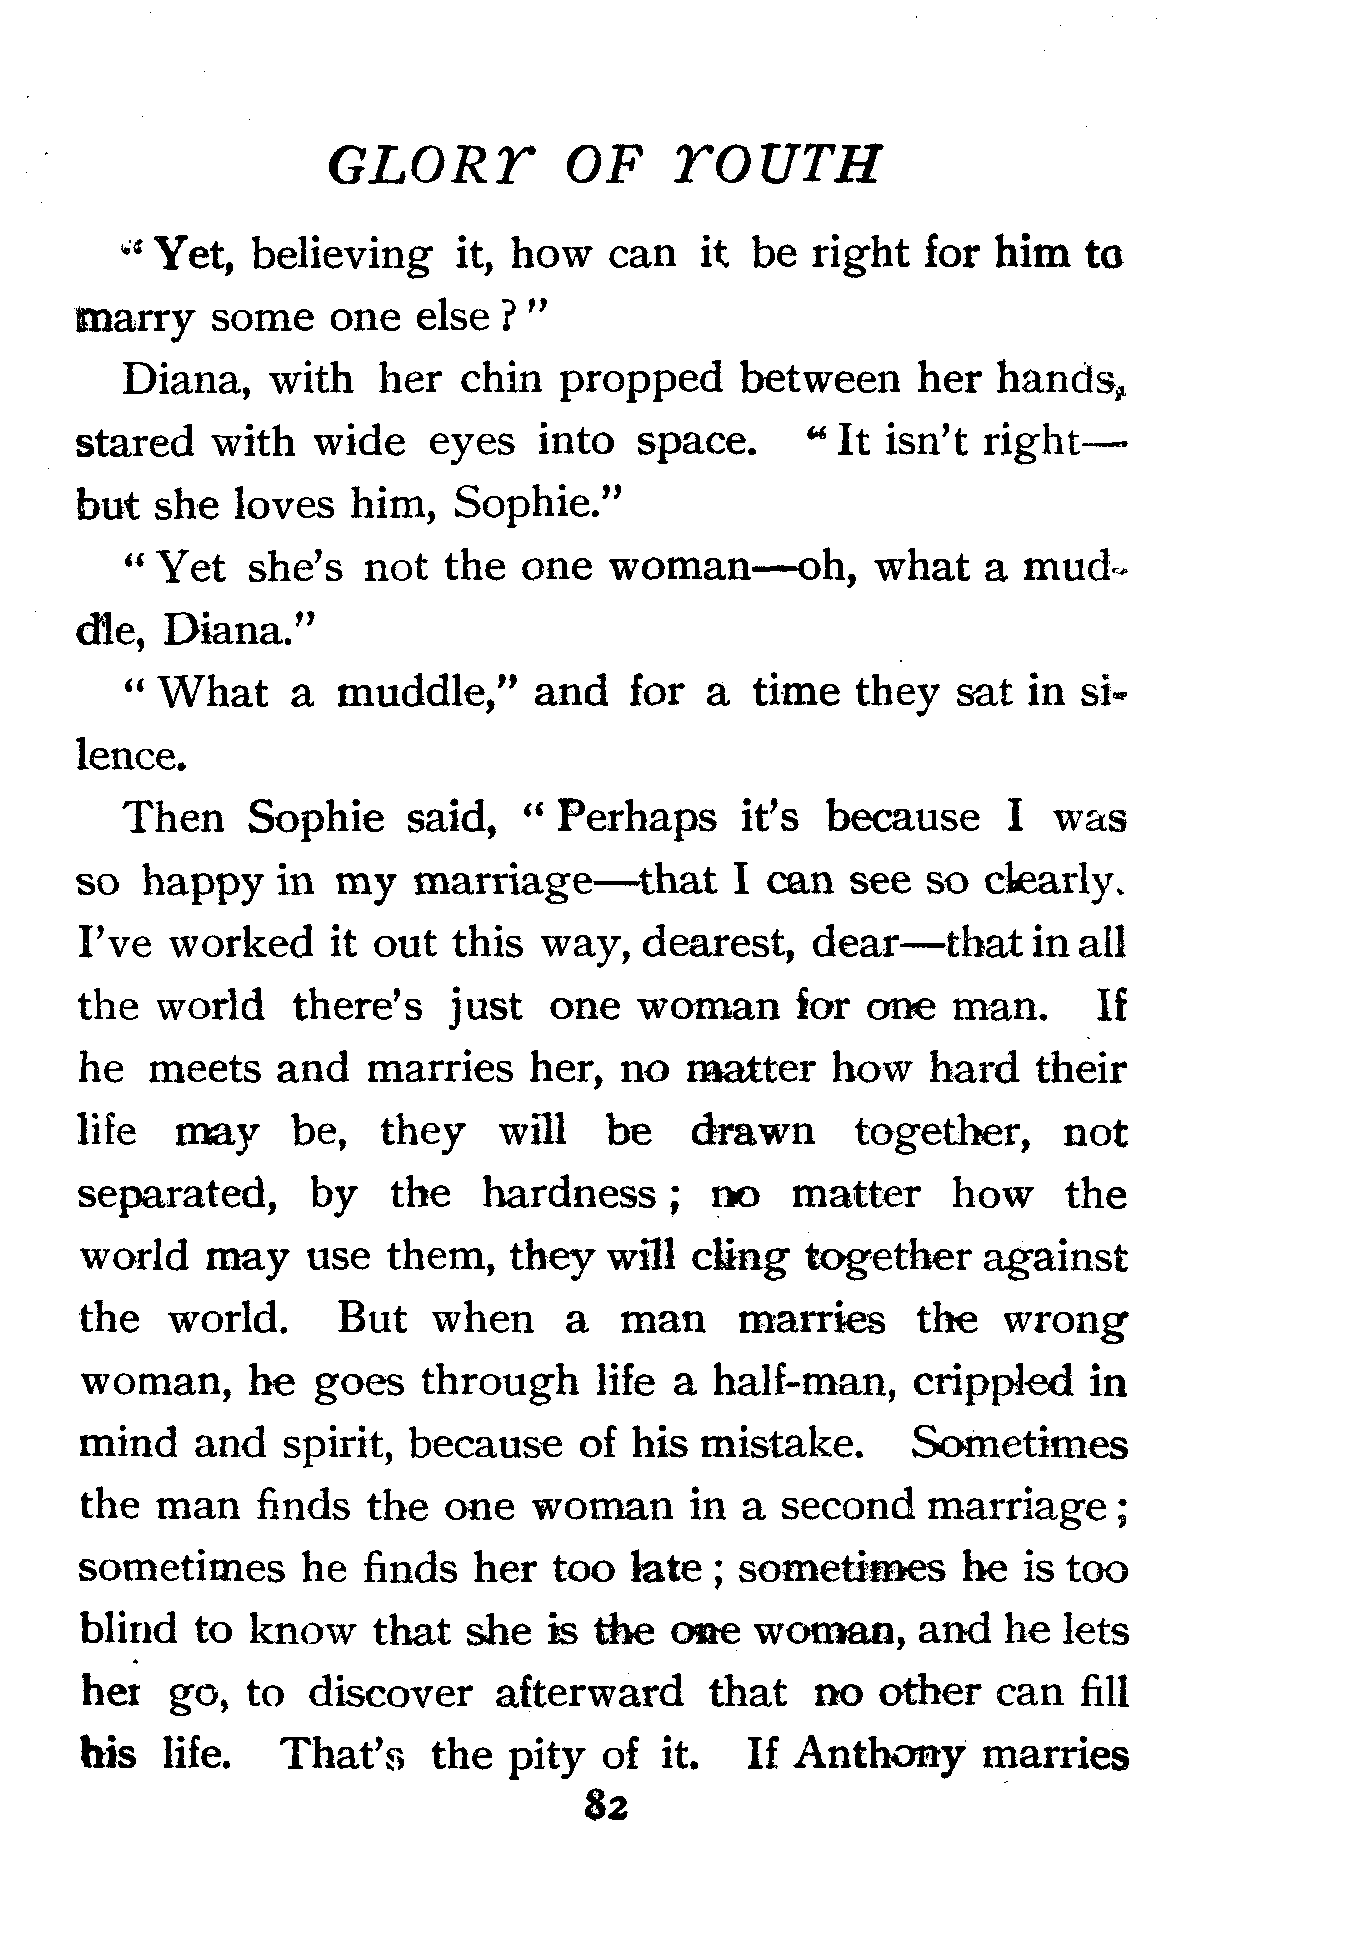 GLORY OF YOUTH
"Yet, believing it, how can it be right for him to
marry some one else?"
Diana, with her chin propped between her hands,
stared with wide eyes into space. "It isn't right—
but she loves him, Sophie."
"Yet she's not the one woman—oh, what a mud-
dle, Diana."
"What a muddle," and for a time they sat in si-
lence.
Then Sophie said, "Perhaps it's because I was
so happy in my marriage—that I can see so clearly.
I've worked it out this way, dearest, dear—that in all
the world there's just one woman for one man. If
he meets and marries her, no matter how hard their
life may be, they will be drawn together, not
separated, by the hardness; no matter how the
world may use them, they will cling together against
the world. But when a man marries the wrong
woman, he goes through life a half-man, crippled in
mind and spirit, because of his mistake. Sometimes
the man finds the one woman in a second marriage;
sometimes he finds her too late; sometimes he is too
blind to know that she is the one woman, and he lets
her go, to discover afterward that no other can fill
his life. That's the pity of it. If Anthony marries
82